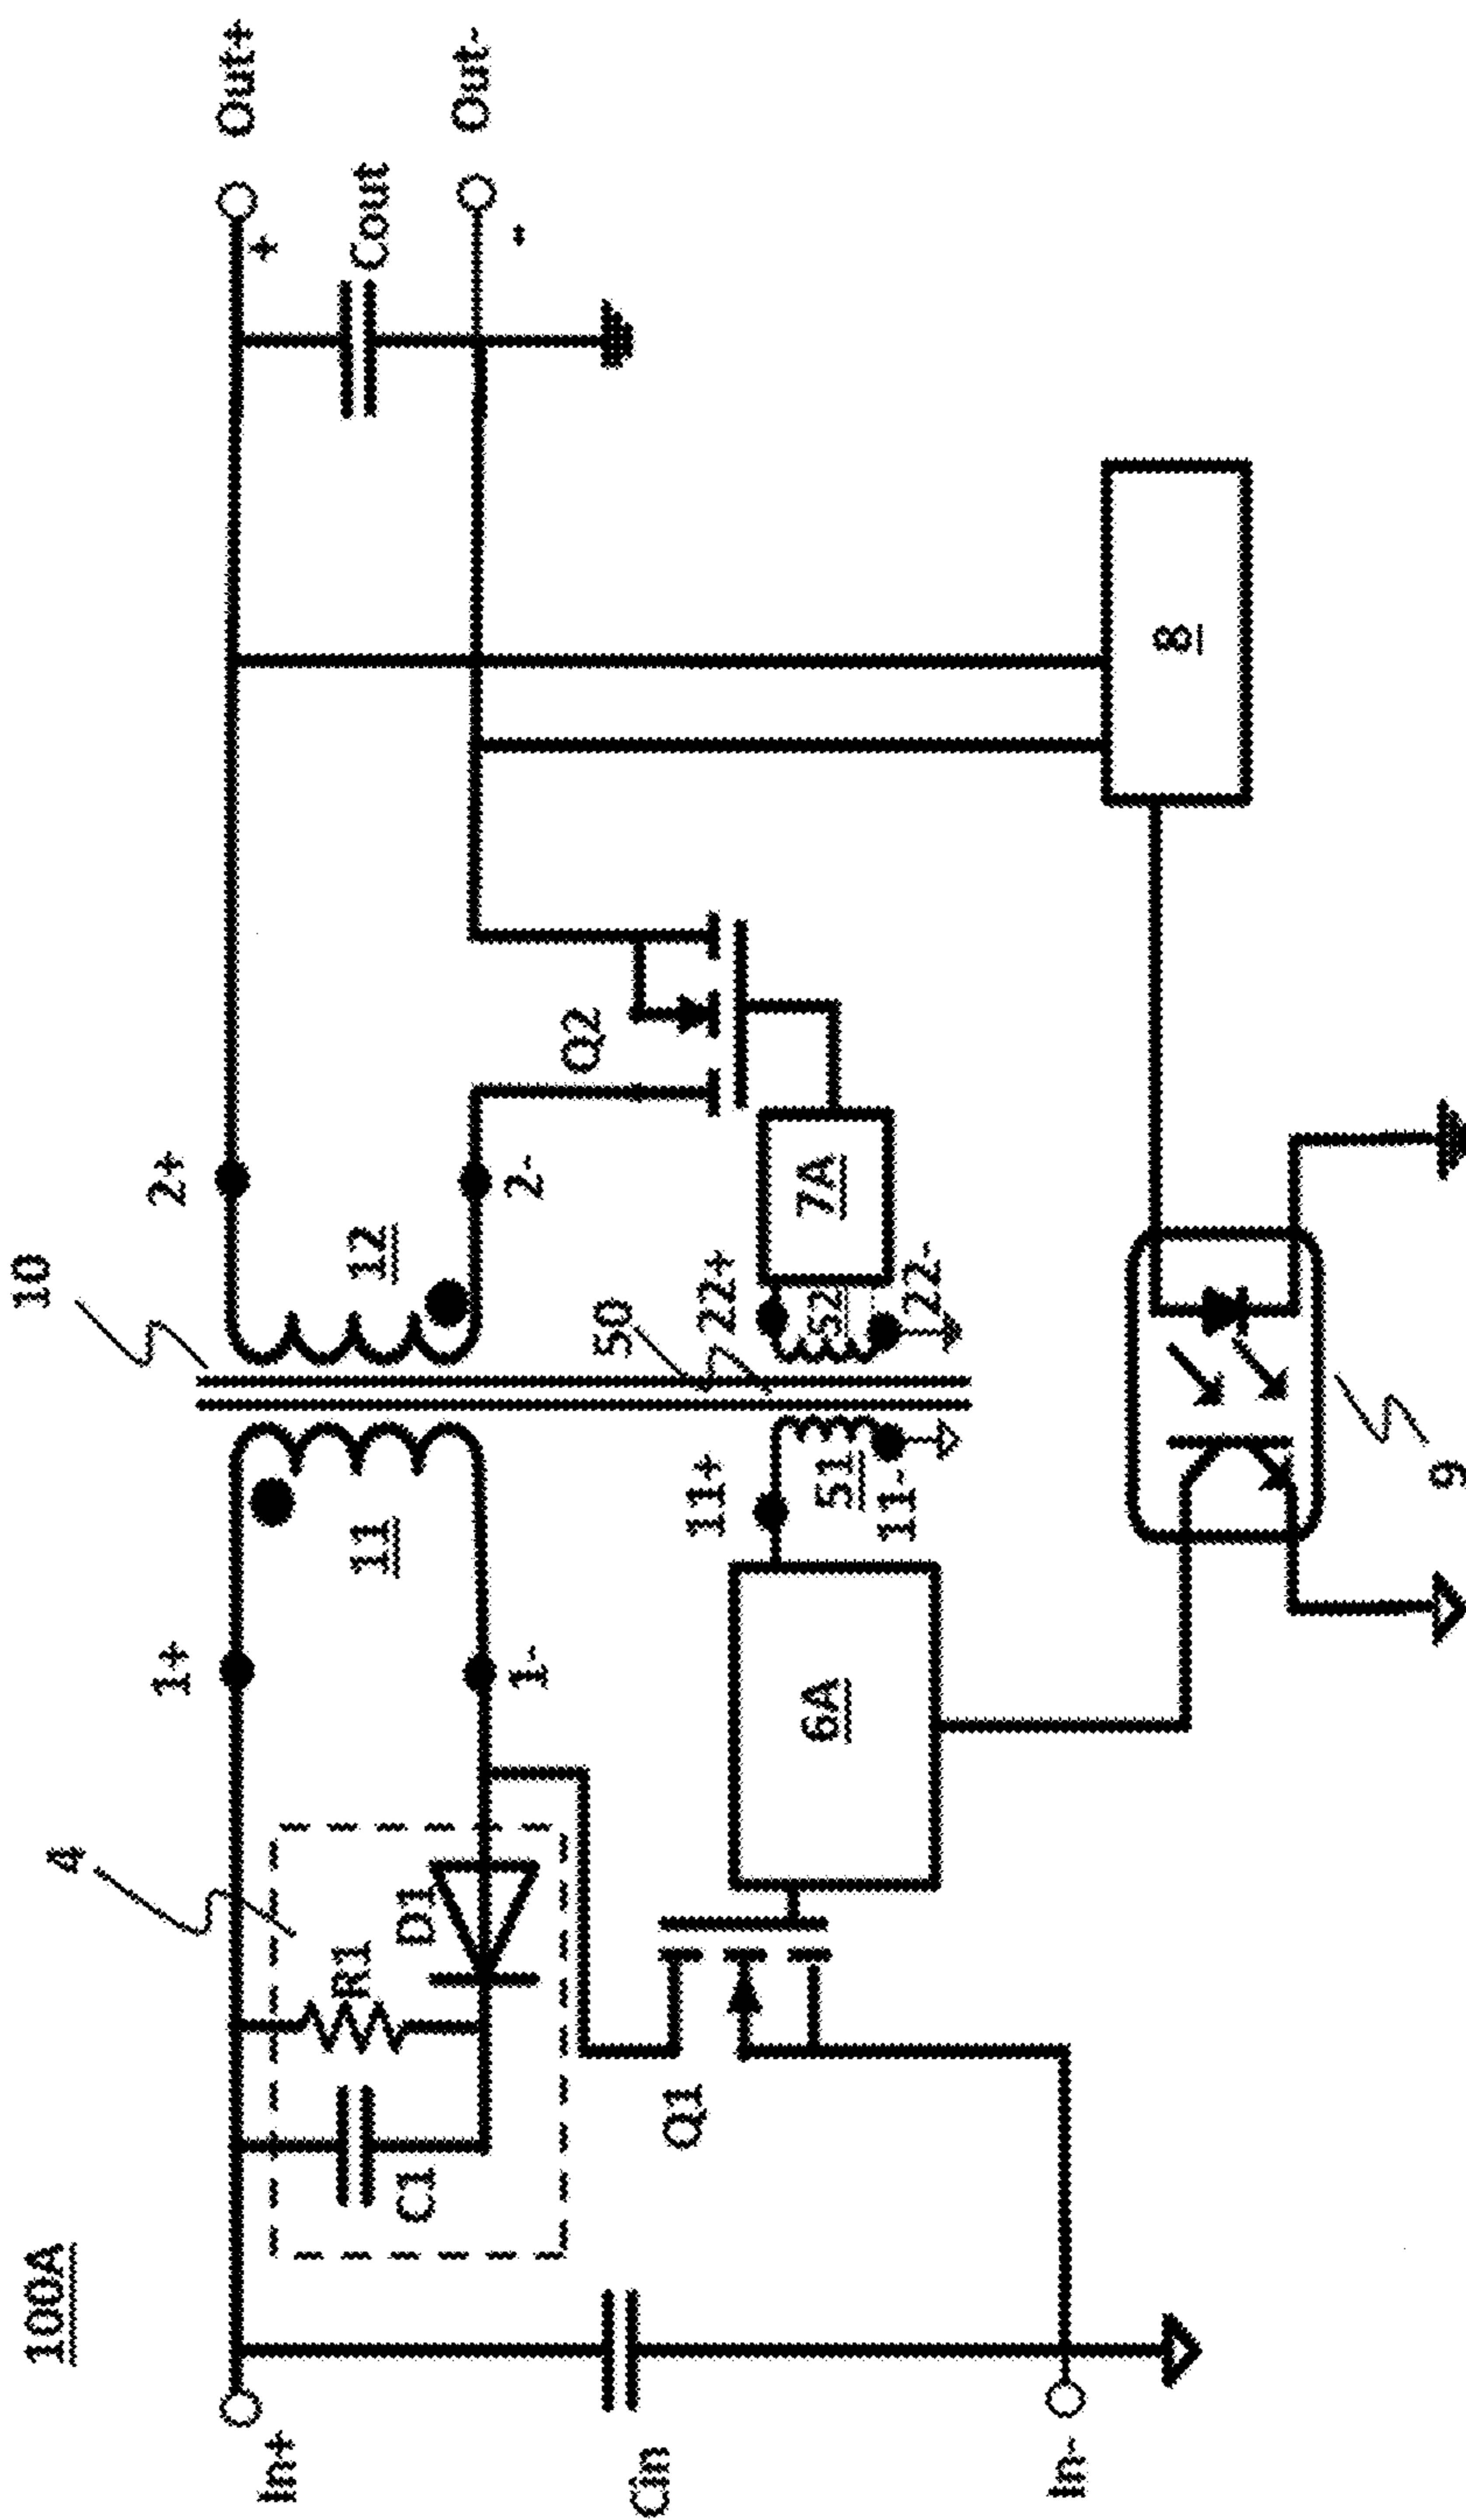 100A
10
4
1+
2+
In+
Out+
C1
R1
D1
11
12
Cout
+
-
1-
2-
Out-
Cin
Q1
50
Q2
11+
22+
6A
51
52
7A
11-
22-
In-
8
9